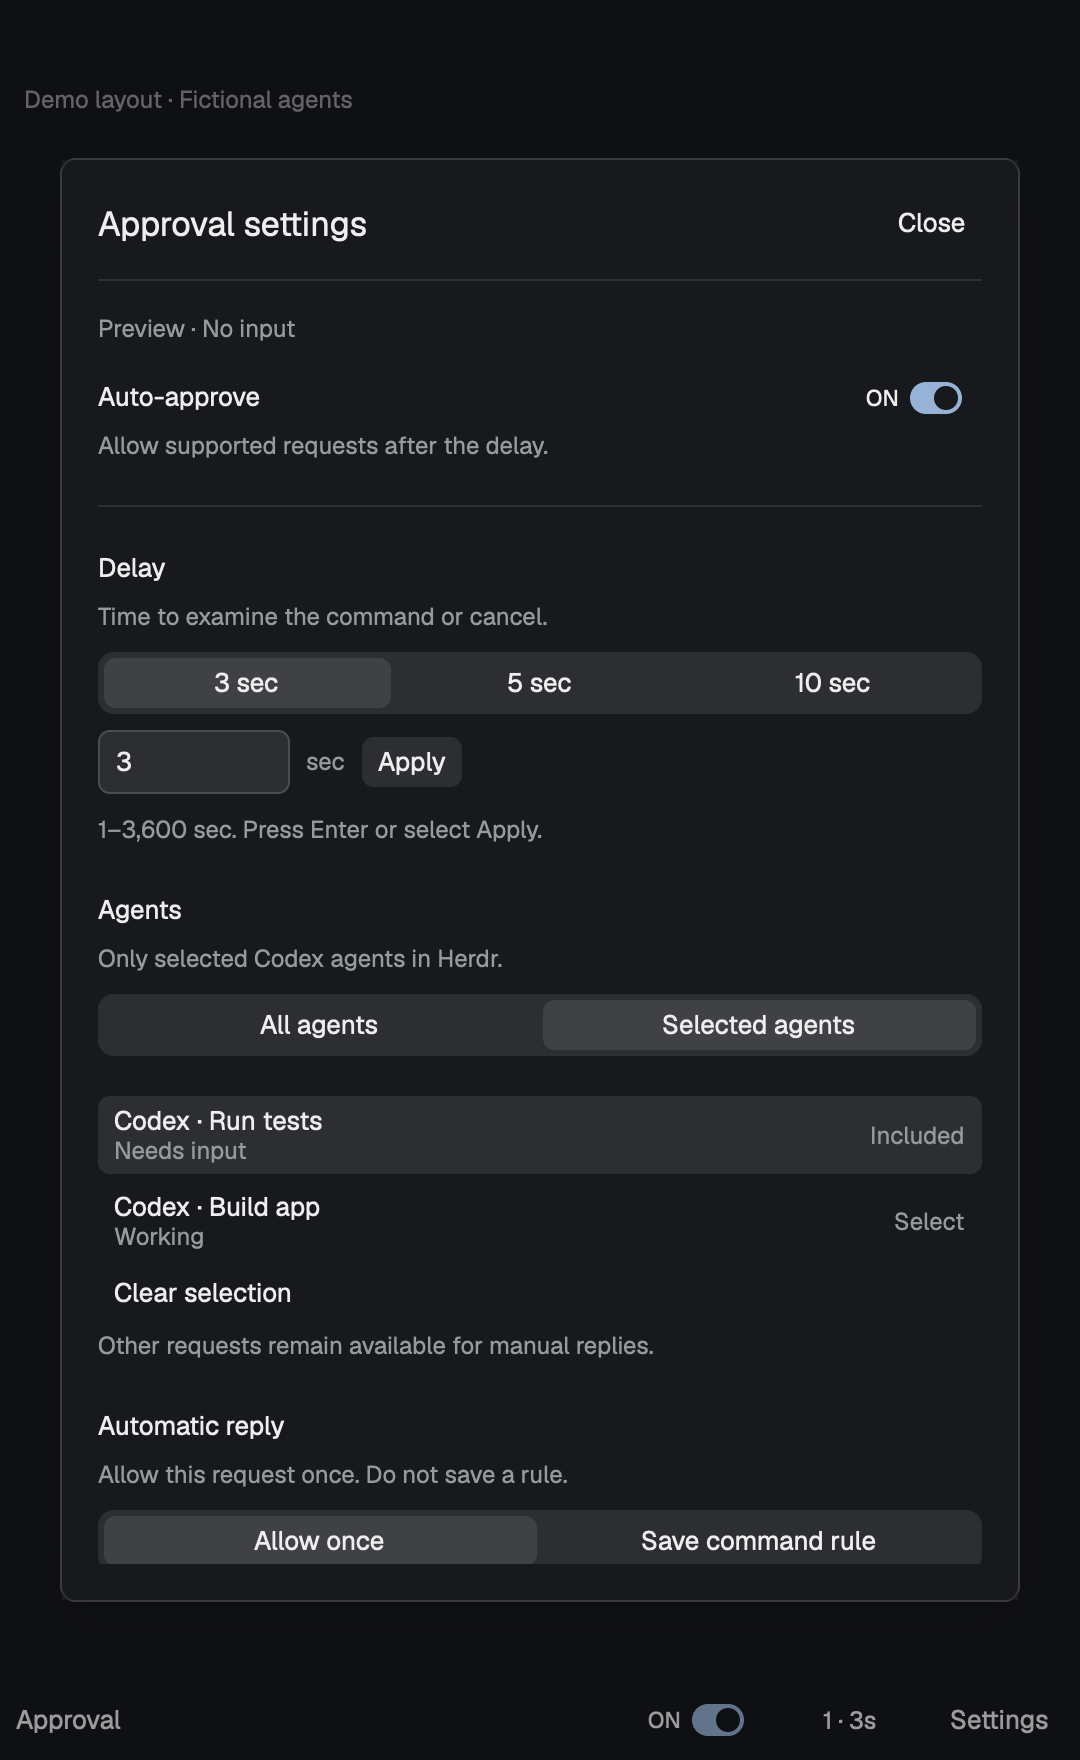 Demo layout · Fictional agents
Approval settings
Close
Preview · No input
Auto-approve
ON
Allow supported requests after the delay.
Delay
Time to examine the command or cancel.
3 sec
5 sec
10 sec
3
sec
Apply
1–3,600 sec. Press Enter or select Apply.
Agents
Only selected Codex agents in Herdr.
All agents
Selected agents
Codex · Run tests
Needs input
Included
Codex · Build app
Working
Select
Clear selection
Other requests remain available for manual replies.
Automatic reply
Allow this request once. Do not save a rule.
Allow once
Save command rule
Approval
ON
1 · 3s
Settings